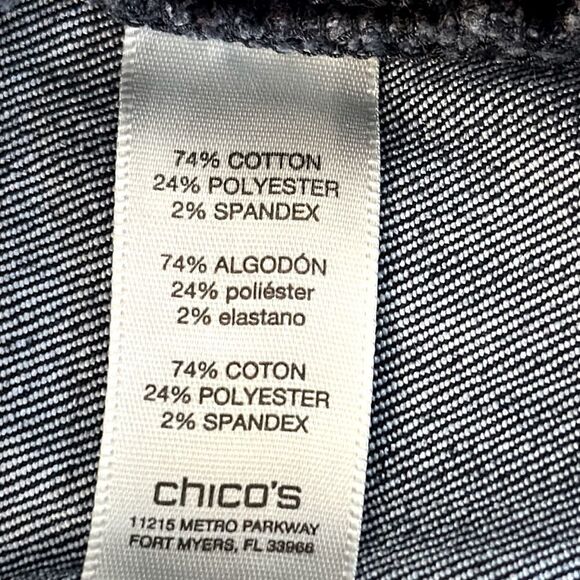 74% COTTON
24% POLYESTER
2% SPANDEX
74% ALGODÓN
24% poliéster
2% elastano
74% COTON
24% POLYESTER
2% SPANDEX
chico's
11215 METRO PARKWAY
FORT MYERS, FL 33966